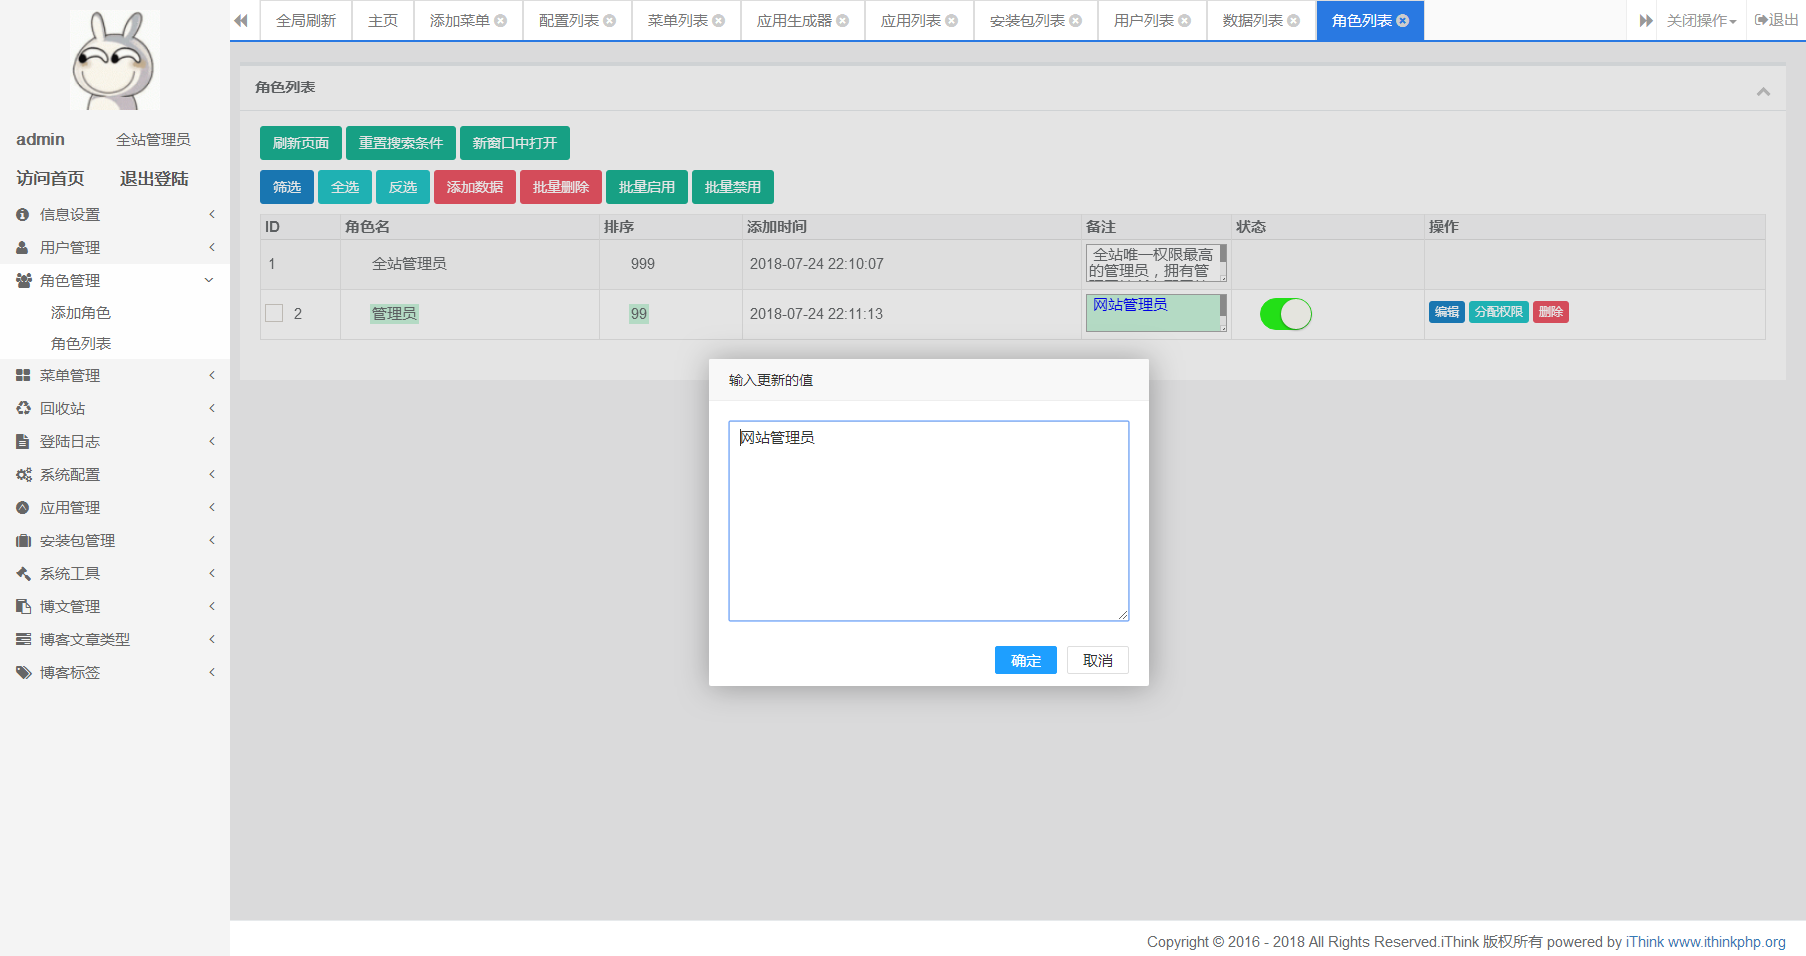 全局刷新 主页 添加菜单 配置列表 菜单列表 应用生成器 应用列表 安装包列表 用户列表 数据列表 角色列表 关闭操作 退出
admin 全站管理员
访问首页 退出登陆
信息设置
用户管理
角色管理
添加角色
角色列表
菜单管理
回收站
登陆日志
系统配置
应用管理
安装包管理
系统工具
博文管理
博客文章类型
博客标签
角色列表
刷新页面 重置搜索条件 新窗口中打开
筛选 全选 反选 添加数据 批量删除 批量启用 批量禁用
ID 角色名 排序 添加时间 备注 状态 操作
1 全站管理员 999 2018-07-24 22:10:07 全站唯一权限最高
的管理员，拥有管
2 管理员 99 2018-07-24 22:11:13 网站管理员 编辑 分配权限 删除
输入更新的值
网站管理员
确定 取消
Copyright © 2016 - 2018 All Rights Reserved.iThink 版权所有 powered by iThink www.ithinkphp.org